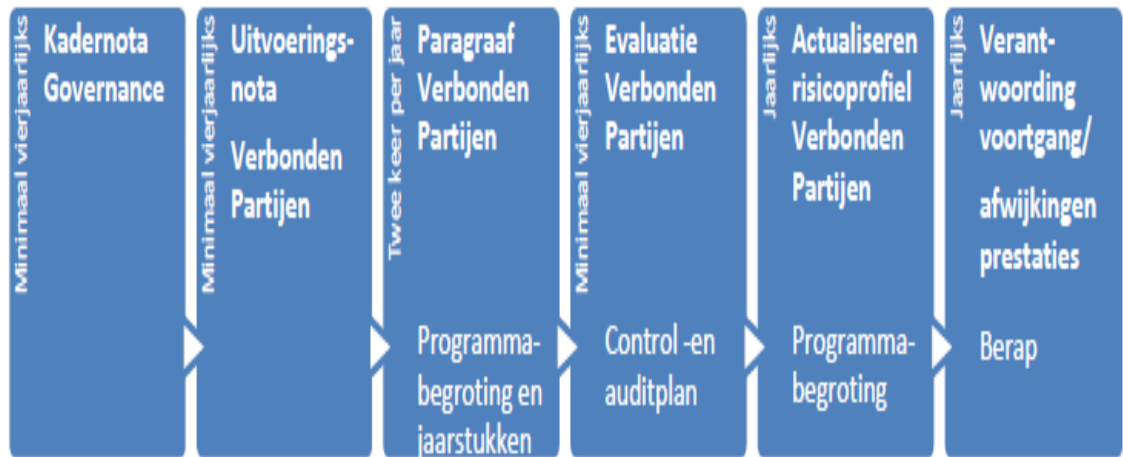 Minimaal vierjaarlijks
Kadernota
Governance
Minimaal vierjaarlijks
Uitvoerings-
nota
Verbonden
Partijen
Twee keer per jaar
Paragraaf
Verbonden
Partijen
Programma-
begroting en
jaarstukken
Minimaal vierjaarlijks
Evaluatie
Verbonden
Partijen
Control -en
auditplan
Jaarlijks
Actualiseren
risicoprofiel
Verbonden
Partijen
Programma-
begroting
Jaarlijks
Verant-
woording
voortgang/
afwijkingen
prestaties
Berap